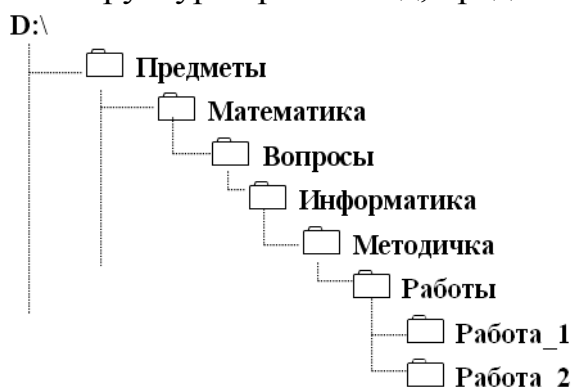 D:\
Предметы
Математика
Вопросы
Информатика
Методичка
Работы
Работа_1
Работа_2